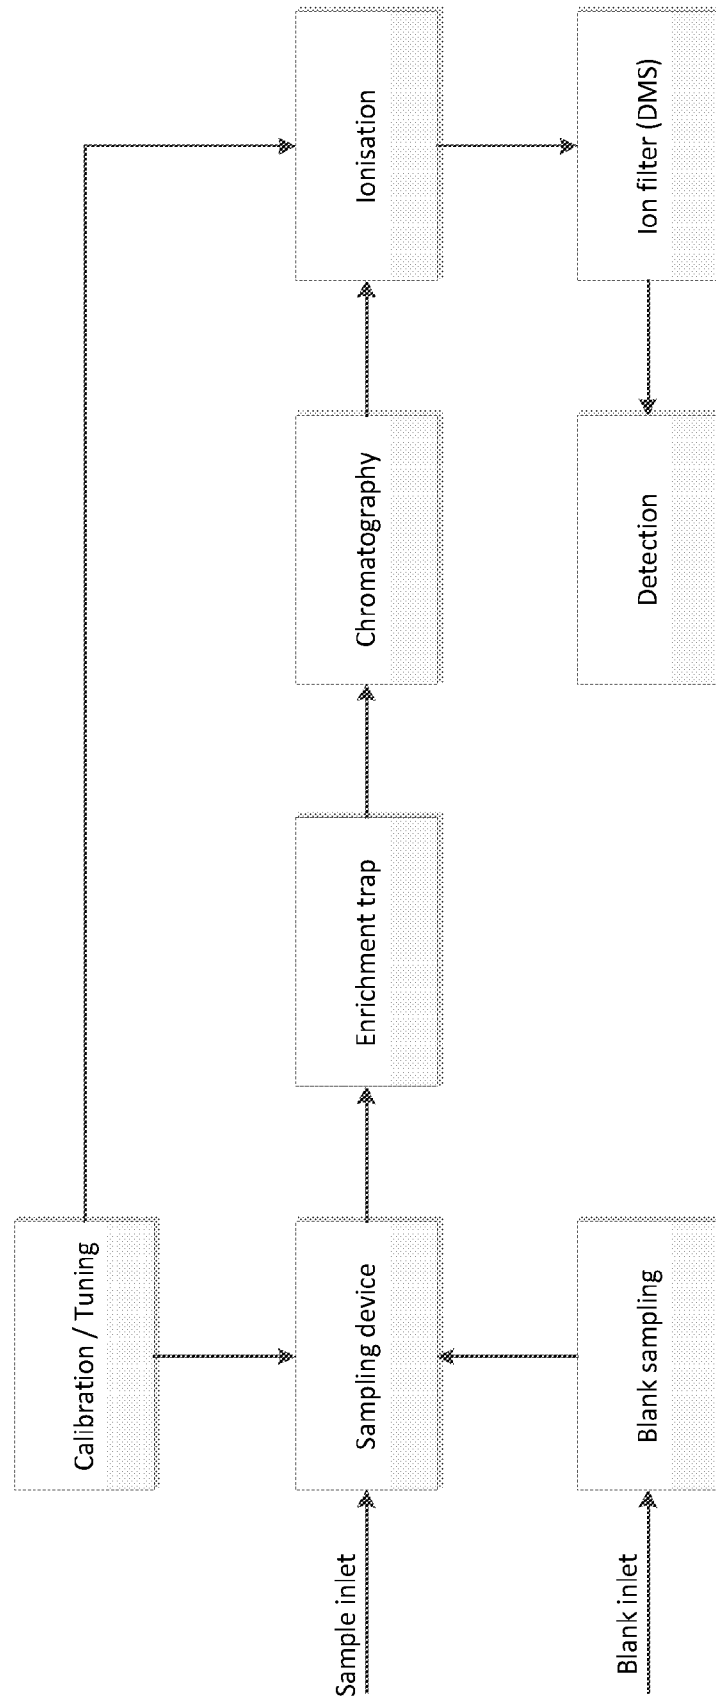 Calibration / Tuning
Sample inlet
Sampling device
Enrichment trap
Chromatography
Ionisation
Blank inlet
Blank sampling
Detection
Ion filter (DMS)